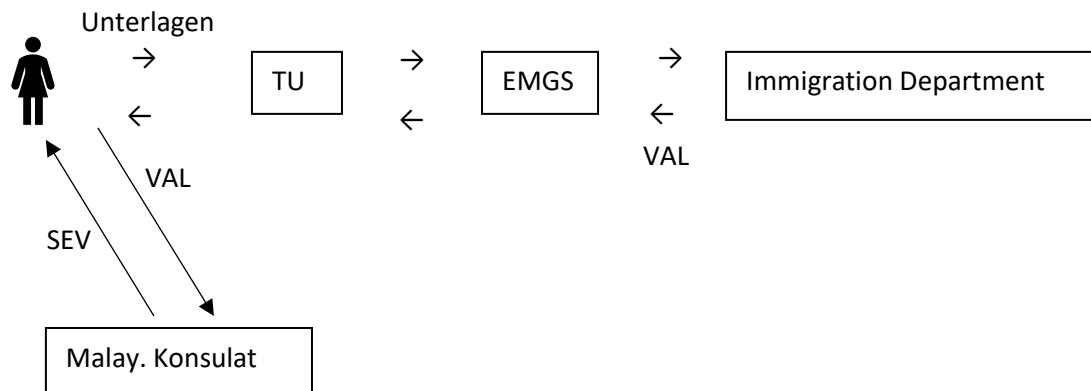 Unterlagen
→ → →
TU
EMGS
Immigration Department
← ← ←
VAL
VAL
SEV
Malay. Konsulat